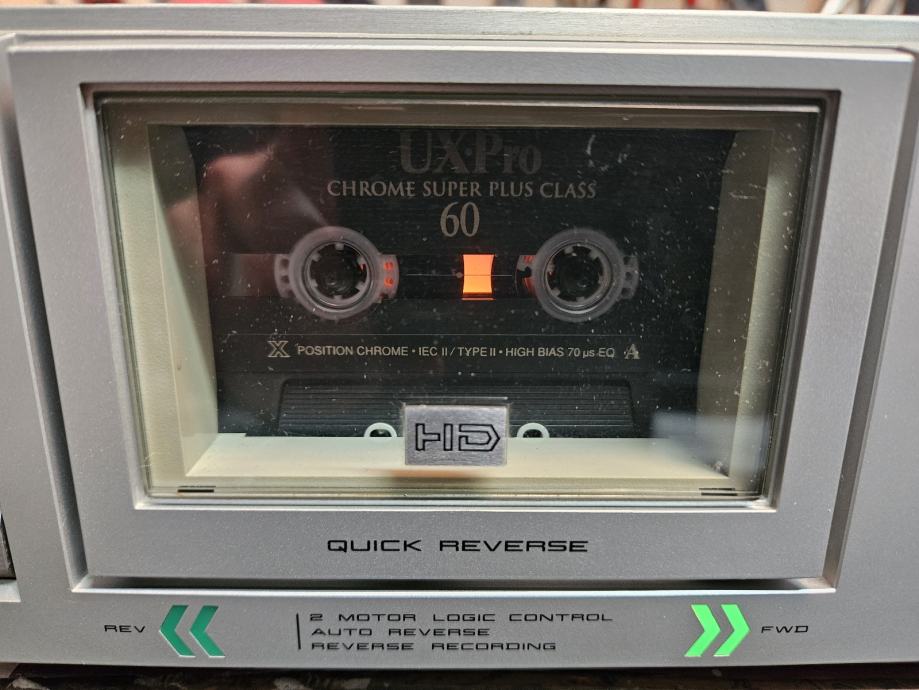 UX·Pro
CHROME SUPER PLUS CLASS
60
X POSITION CHROME • IEC II / TYPE II • HIGH BIAS 70 µs EQ A
HD
QUICK REVERSE
REV
2 MOTOR LOGIC CONTROL
AUTO REVERSE
REVERSE RECORDING
FWD